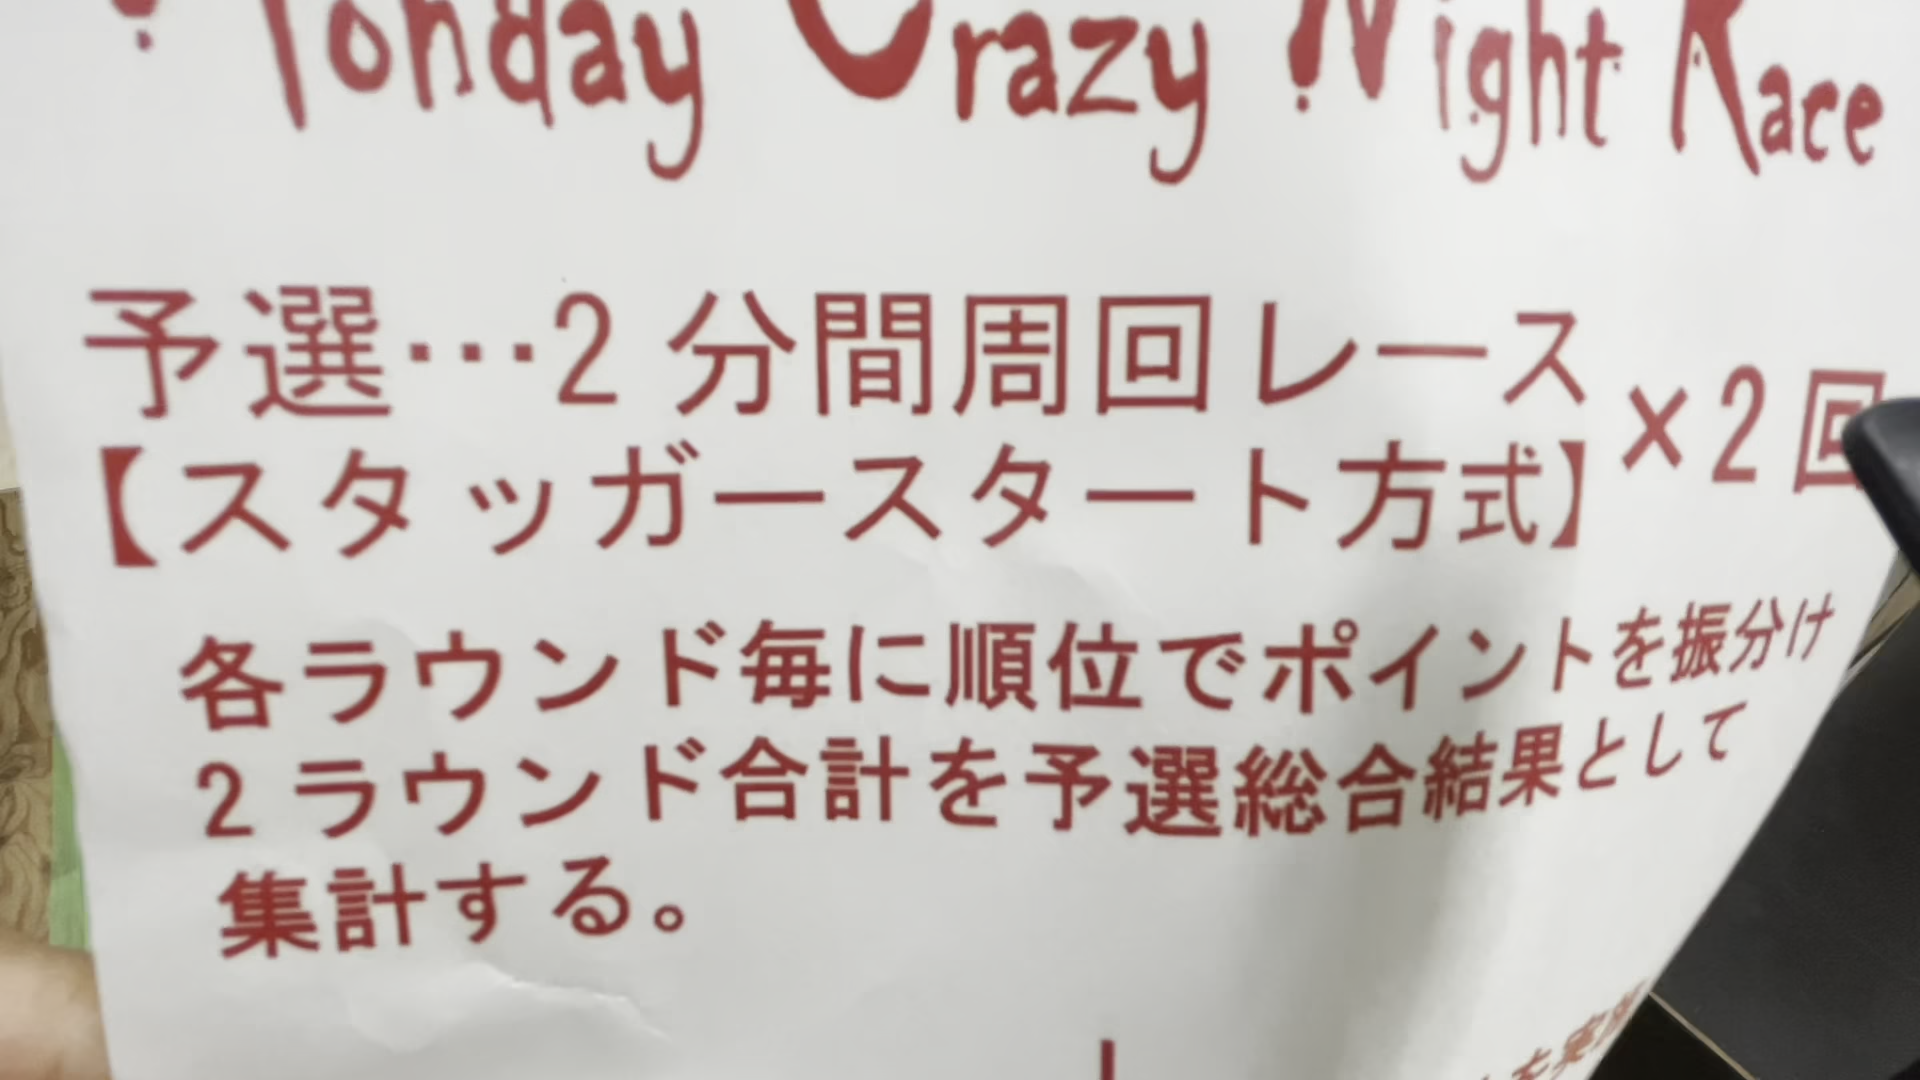 Monday Crazy Night Race
予選…2分間周回レース
×2回
【スタッガースタート方式】
各ラウンド毎に順位でポイントを振分け
2ラウンド合計を予選総合結果として
集計する。